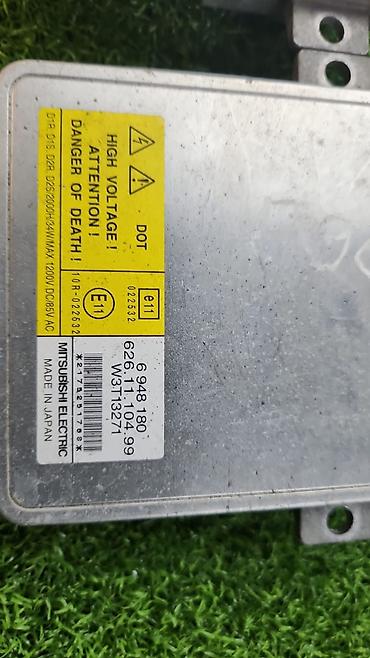 DOT
HIGH VOLTAGE !
ATTENTION !
DANGER OF DEATH !
D1R, D1S, D2R, D2S/2000H/34W/MAX. 1200V DC/85V AC
e11
022532
E11
10R-022632
6 948 180
626.11.104.99
W3T13271
MITSUBISHI ELECTRIC
MADE IN JAPAN